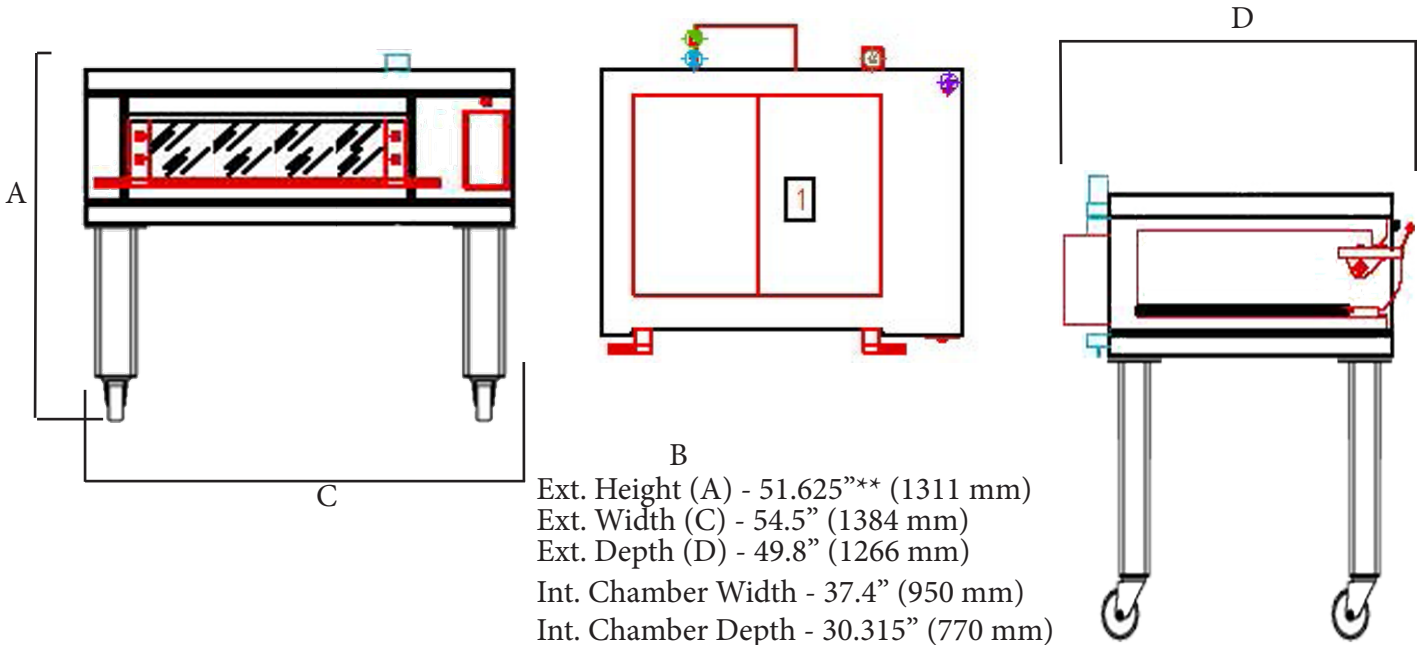 D
A
1
B
C
Ext. Height (A) - 51.625”** (1311 mm)
Ext. Width (C) - 54.5” (1384 mm)
Ext. Depth (D) - 49.8” (1266 mm)
Int. Chamber Width - 37.4” (950 mm)
Int. Chamber Depth - 30.315” (770 mm)